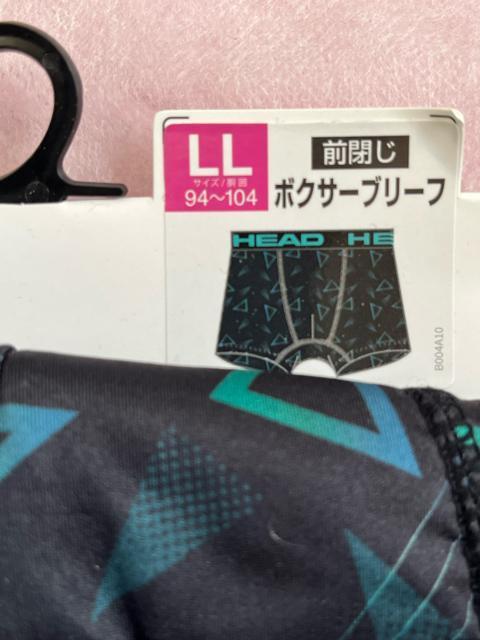 LL
サイズ/胴囲
94〜104
前閉じ
ボクサーブリーフ
HEAD HE
B004A10